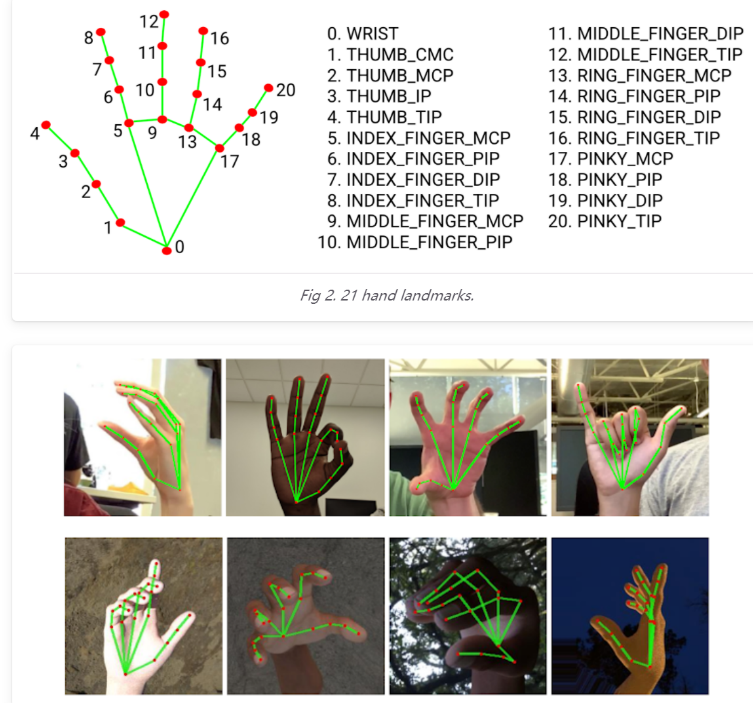 8
12
16
7
11
15
20
6
10
14
19
4
5
9
13
18
3
17
2
1
0
0. WRIST
1. THUMB_CMC
2. THUMB_MCP
3. THUMB_IP
4. THUMB_TIP
5. INDEX_FINGER_MCP
6. INDEX_FINGER_PIP
7. INDEX_FINGER_DIP
8. INDEX_FINGER_TIP
9. MIDDLE_FINGER_MCP
10. MIDDLE_FINGER_PIP
11. MIDDLE_FINGER_DIP
12. MIDDLE_FINGER_TIP
13. RING_FINGER_MCP
14. RING_FINGER_PIP
15. RING_FINGER_DIP
16. RING_FINGER_TIP
17. PINKY_MCP
18. PINKY_PIP
19. PINKY_DIP
20. PINKY_TIP
Fig 2. 21 hand landmarks.